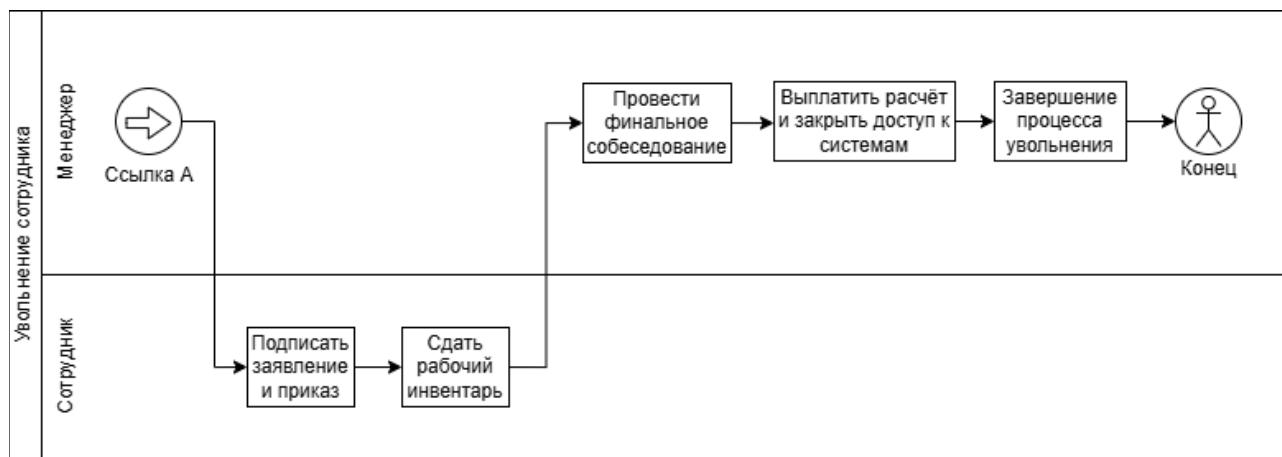 Увольнение сотрудника
Менеджер
Ссылка А
Провести
финальное
собеседование
Выплатить расчёт
и закрыть доступ к
системам
Завершение
процесса
увольнения
Конец
Сотрудник
Подписать
заявление
и приказ
Сдать
рабочий
инвентарь